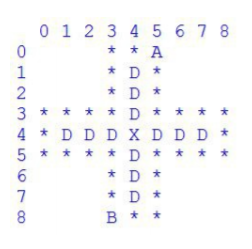 0 1 2 3 4 5 6 7 8
0       * * A
1       * D *
2       * D *
3 * * * * D * * * *
4 * D D D X D D D *
5 * * * * D * * * *
6       * D *
7       * D *
8       B * *